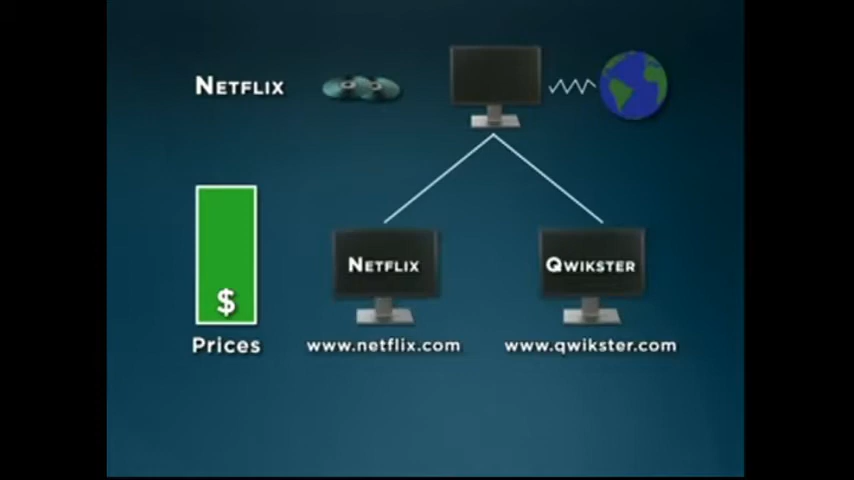 NETFLIX
NETFLIX
QWIKSTER
$
Prices
www.netflix.com
www.qwikster.com